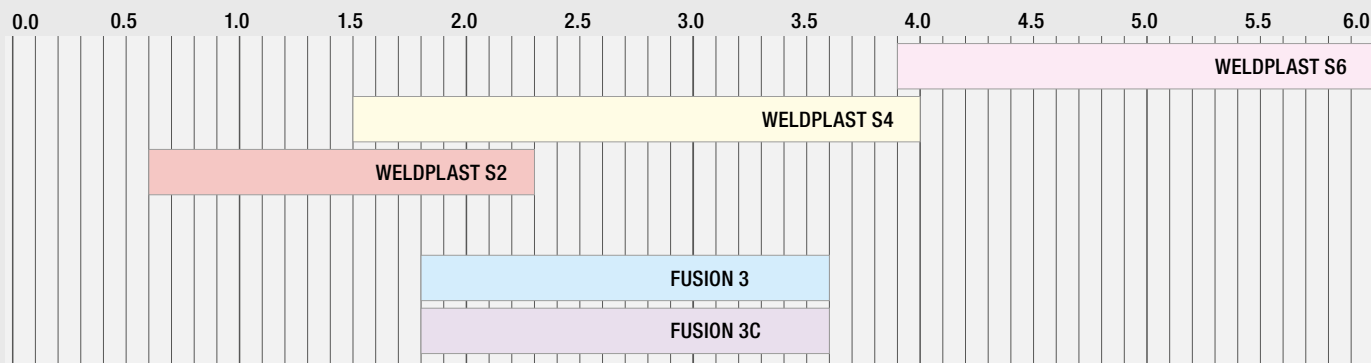 0.0 0.5 1.0 1.5 2.0 2.5 3.0 3.5 4.0 4.5 5.0 5.5 6.0
WELDPLAST S6
WELDPLAST S4
WELDPLAST S2
FUSION 3
FUSION 3C